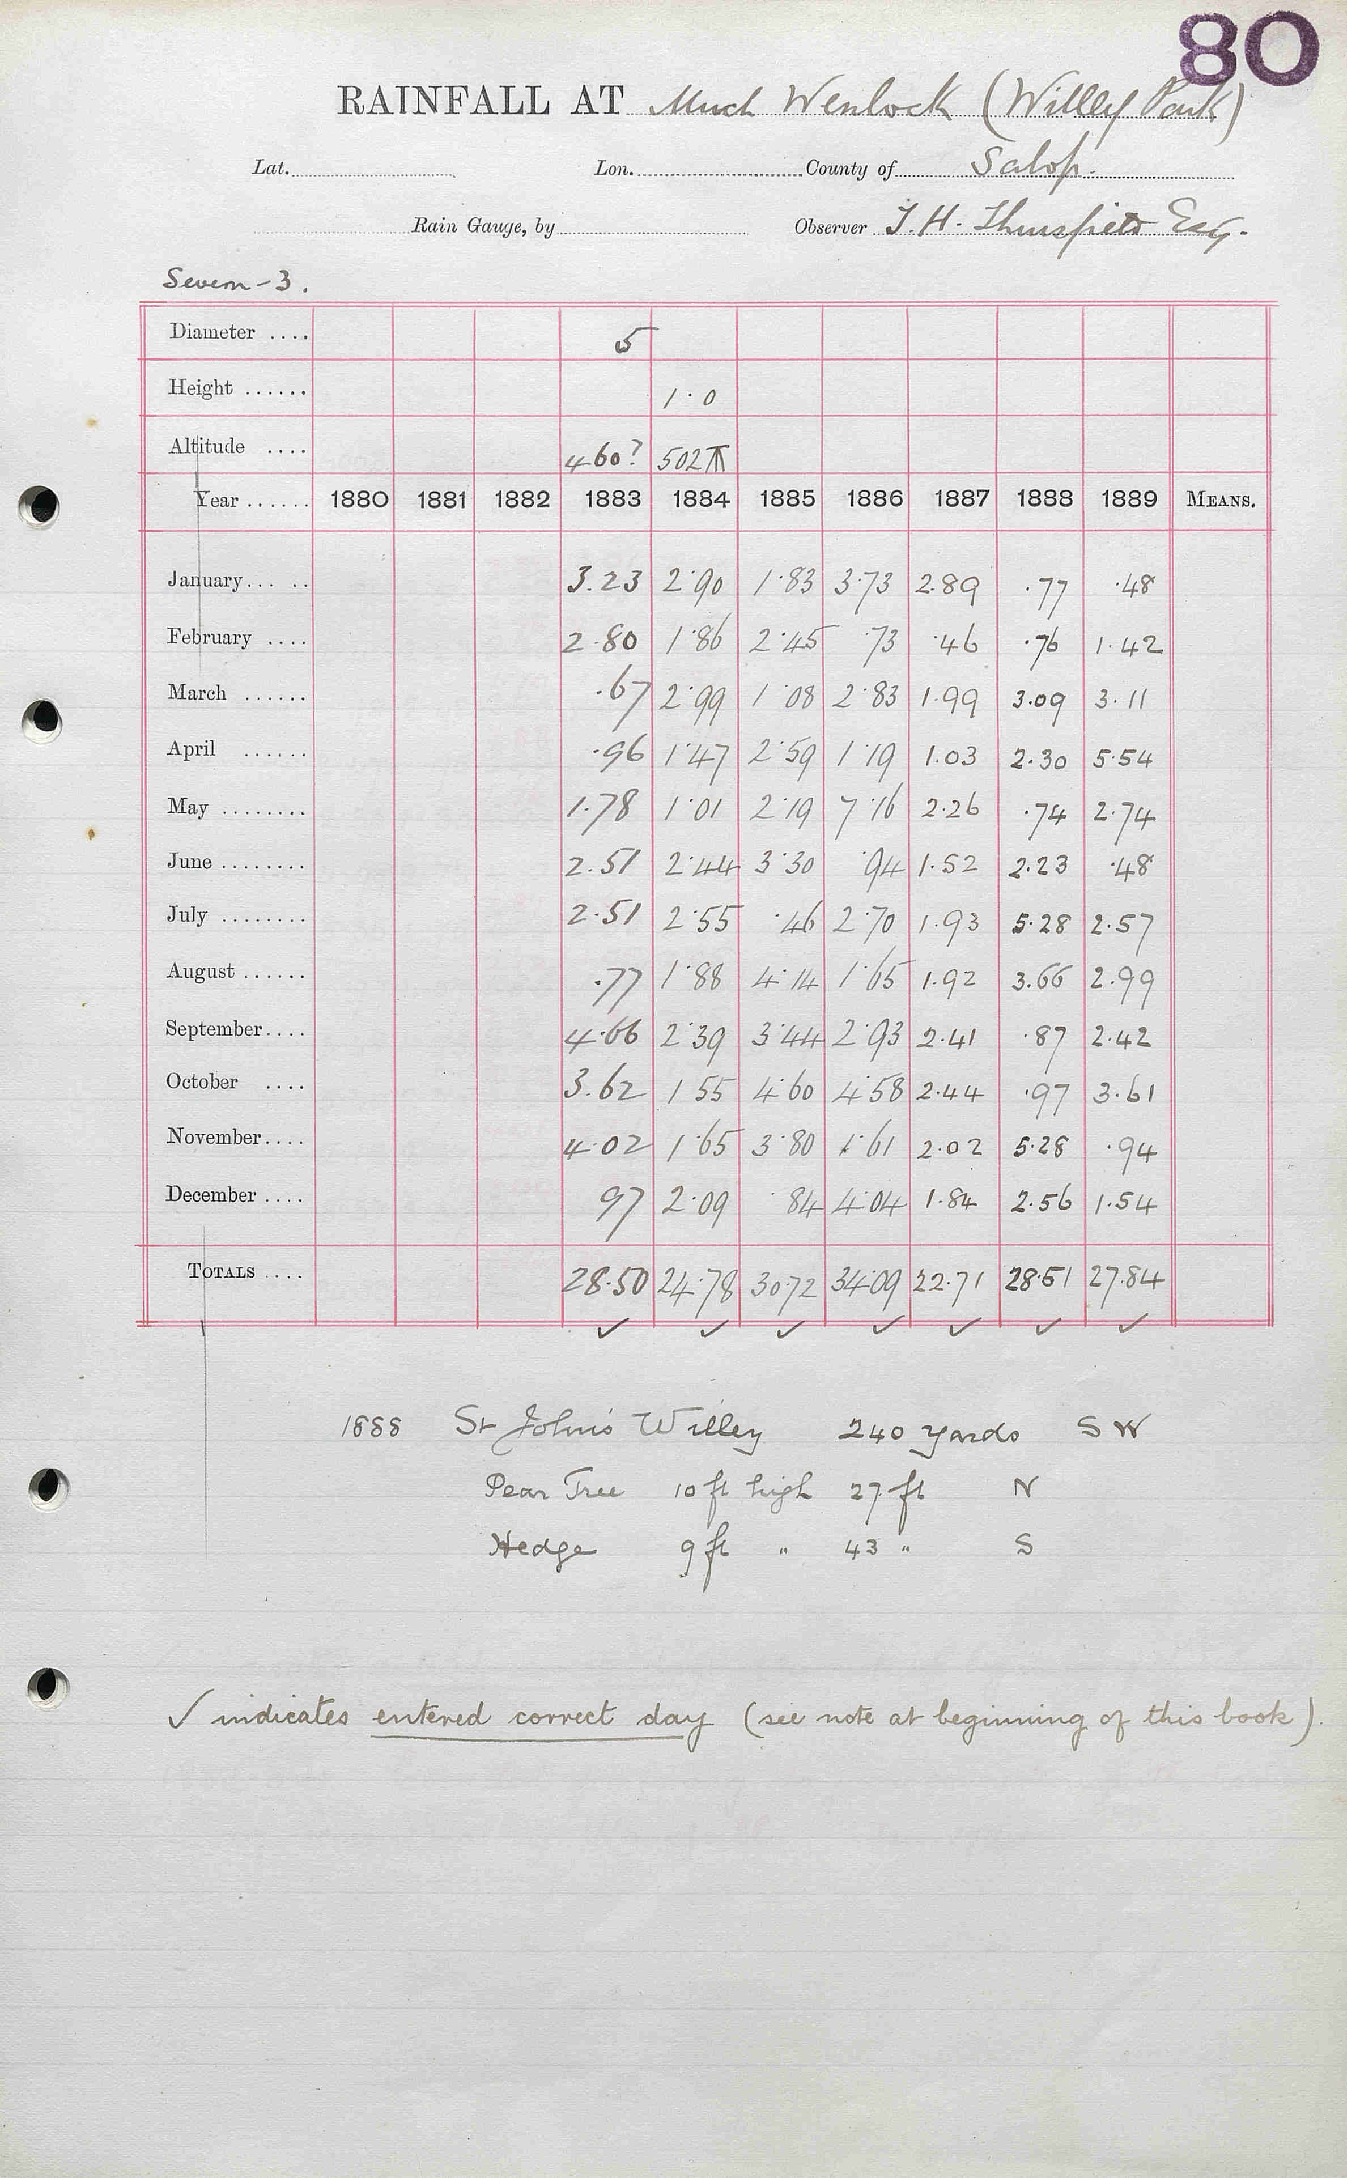 80
RAINFALL AT Much Wenlock (Willey Park)
Lat. Lon. County of Salop.
Rain Gauge, by Observer T. H. Thursfield Esq.
Severn - 3.
Diameter .... 5
Height ...... 1·0
Altitude .... 460? 502
Year ...... 1880 1881 1882 1883 1884 1885 1886 1887 1888 1889 MEANS.
January... .. 3.23 2·90 1·83 3·73 2.89 ·77 ·48
February .... 2.80 1·86 2·45 ·73 ·46 ·76 1.42
March ...... .67 2·99 1·08 2·83 1.99 3.09 3.11
April ...... .96 1·47 2·59 1·19 1.03 2.30 5.54
May ........ 1.78 1·01 2·19 7·16 2.26 .74 2.74
June ........ 2.51 2·44 3·30 ·94 1.52 2.23 ·48
July ........ 2.51 2·55 ·46 2·70 1.93 5.28 2.57
August ...... .77 1·88 4·14 1·65 1.92 3.66 2.99
September.... 4.66 2·39 3·44 2·93 2.41 ·87 2.42
October .... 3.62 1 55 4·60 4·58 2.44 ·97 3.61
November.... 4.02 1·65 3·80 1·61 2.02 5.28 .94
December .... 97 2·09 ·84 4·04 1.84 2.56 1.54
TOTALS .... 28.50 24.78 30.72 34.09 22.71 28.51 27.84
✓ ✓ ✓ ✓ ✓ ✓ ✓
1888 St John's Willey 240 yards S W
Pear Tree 10 ft high 27 ft N
Hedge 9 ft " 43 " S
✓ indicates entered correct day (see note at beginning of this book).